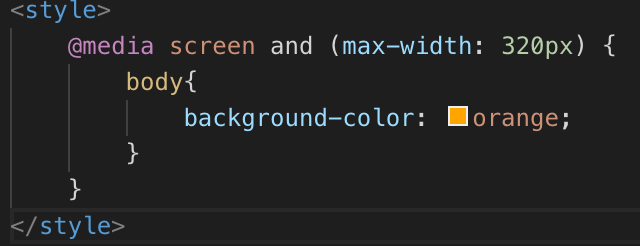 <style>
@media screen and (max-width: 320px) {
body{
background-color: orange;
}
}
</style>